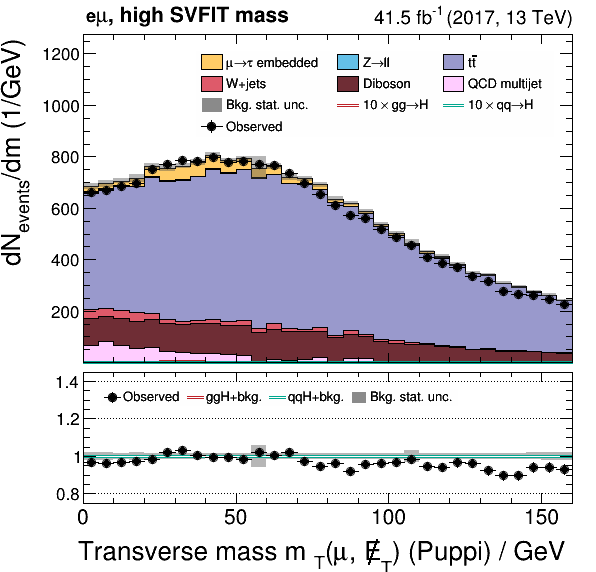 eμ, high SVFIT mass 41.5 fb⁻¹ (2017, 13 TeV)
μ→τ embedded Z→ll tt̄
W+jets Diboson QCD multijet
Bkg. stat. unc. 10 × gg→H 10 × qq→H
Observed
dN_events/dm (1/GeV)
1200
1000
800
600
400
200
Observed ggH+bkg. qqH+bkg. Bkg. stat. unc.
1.4
1.2
1
0.8
0 50 100 150
Transverse mass m_T(μ, E̸_T) (Puppi) / GeV